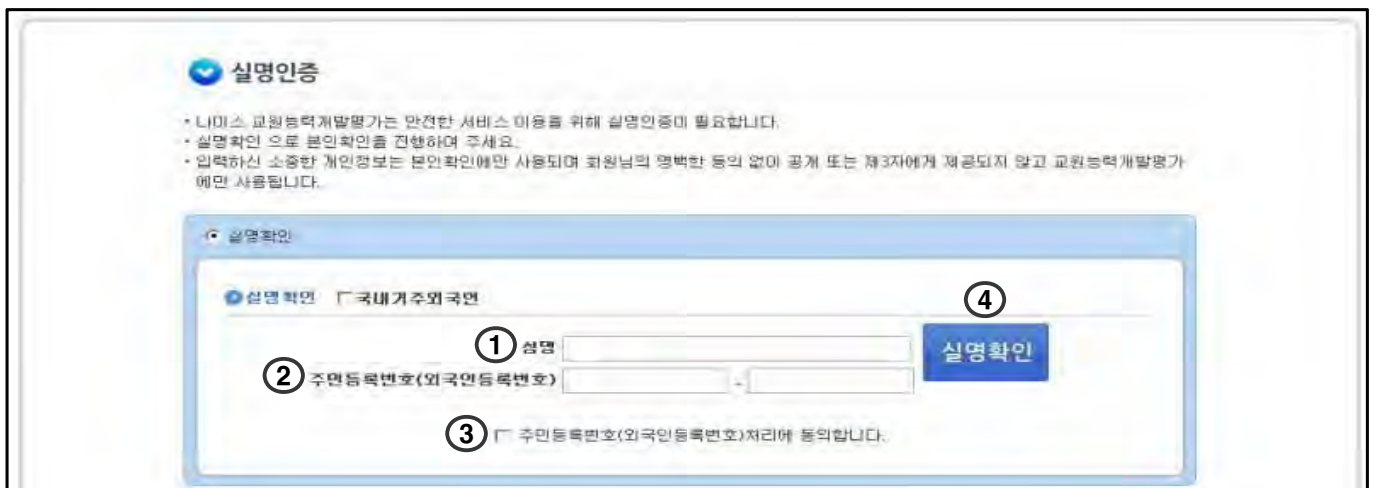 실명인증
• 나이스 교원능력개발평가는 안전한 서비스 이용을 위해 실명인증이 필요합니다.
• 실명확인 으로 본인확인을 진행하여 주세요.
• 입력하신 소중한 개인정보는 본인확인에만 사용되며 회원님의 명백한 동의 없이 공개 또는 제3자에게 제공되지 않고 교원능력개발평가
에만 사용됩니다.
실명확인
실명확인 국내거주외국인
④
① 성명
실명확인
② 주민등록번호(외국인등록번호) -
③ 주민등록번호(외국인등록번호)처리에 동의합니다.